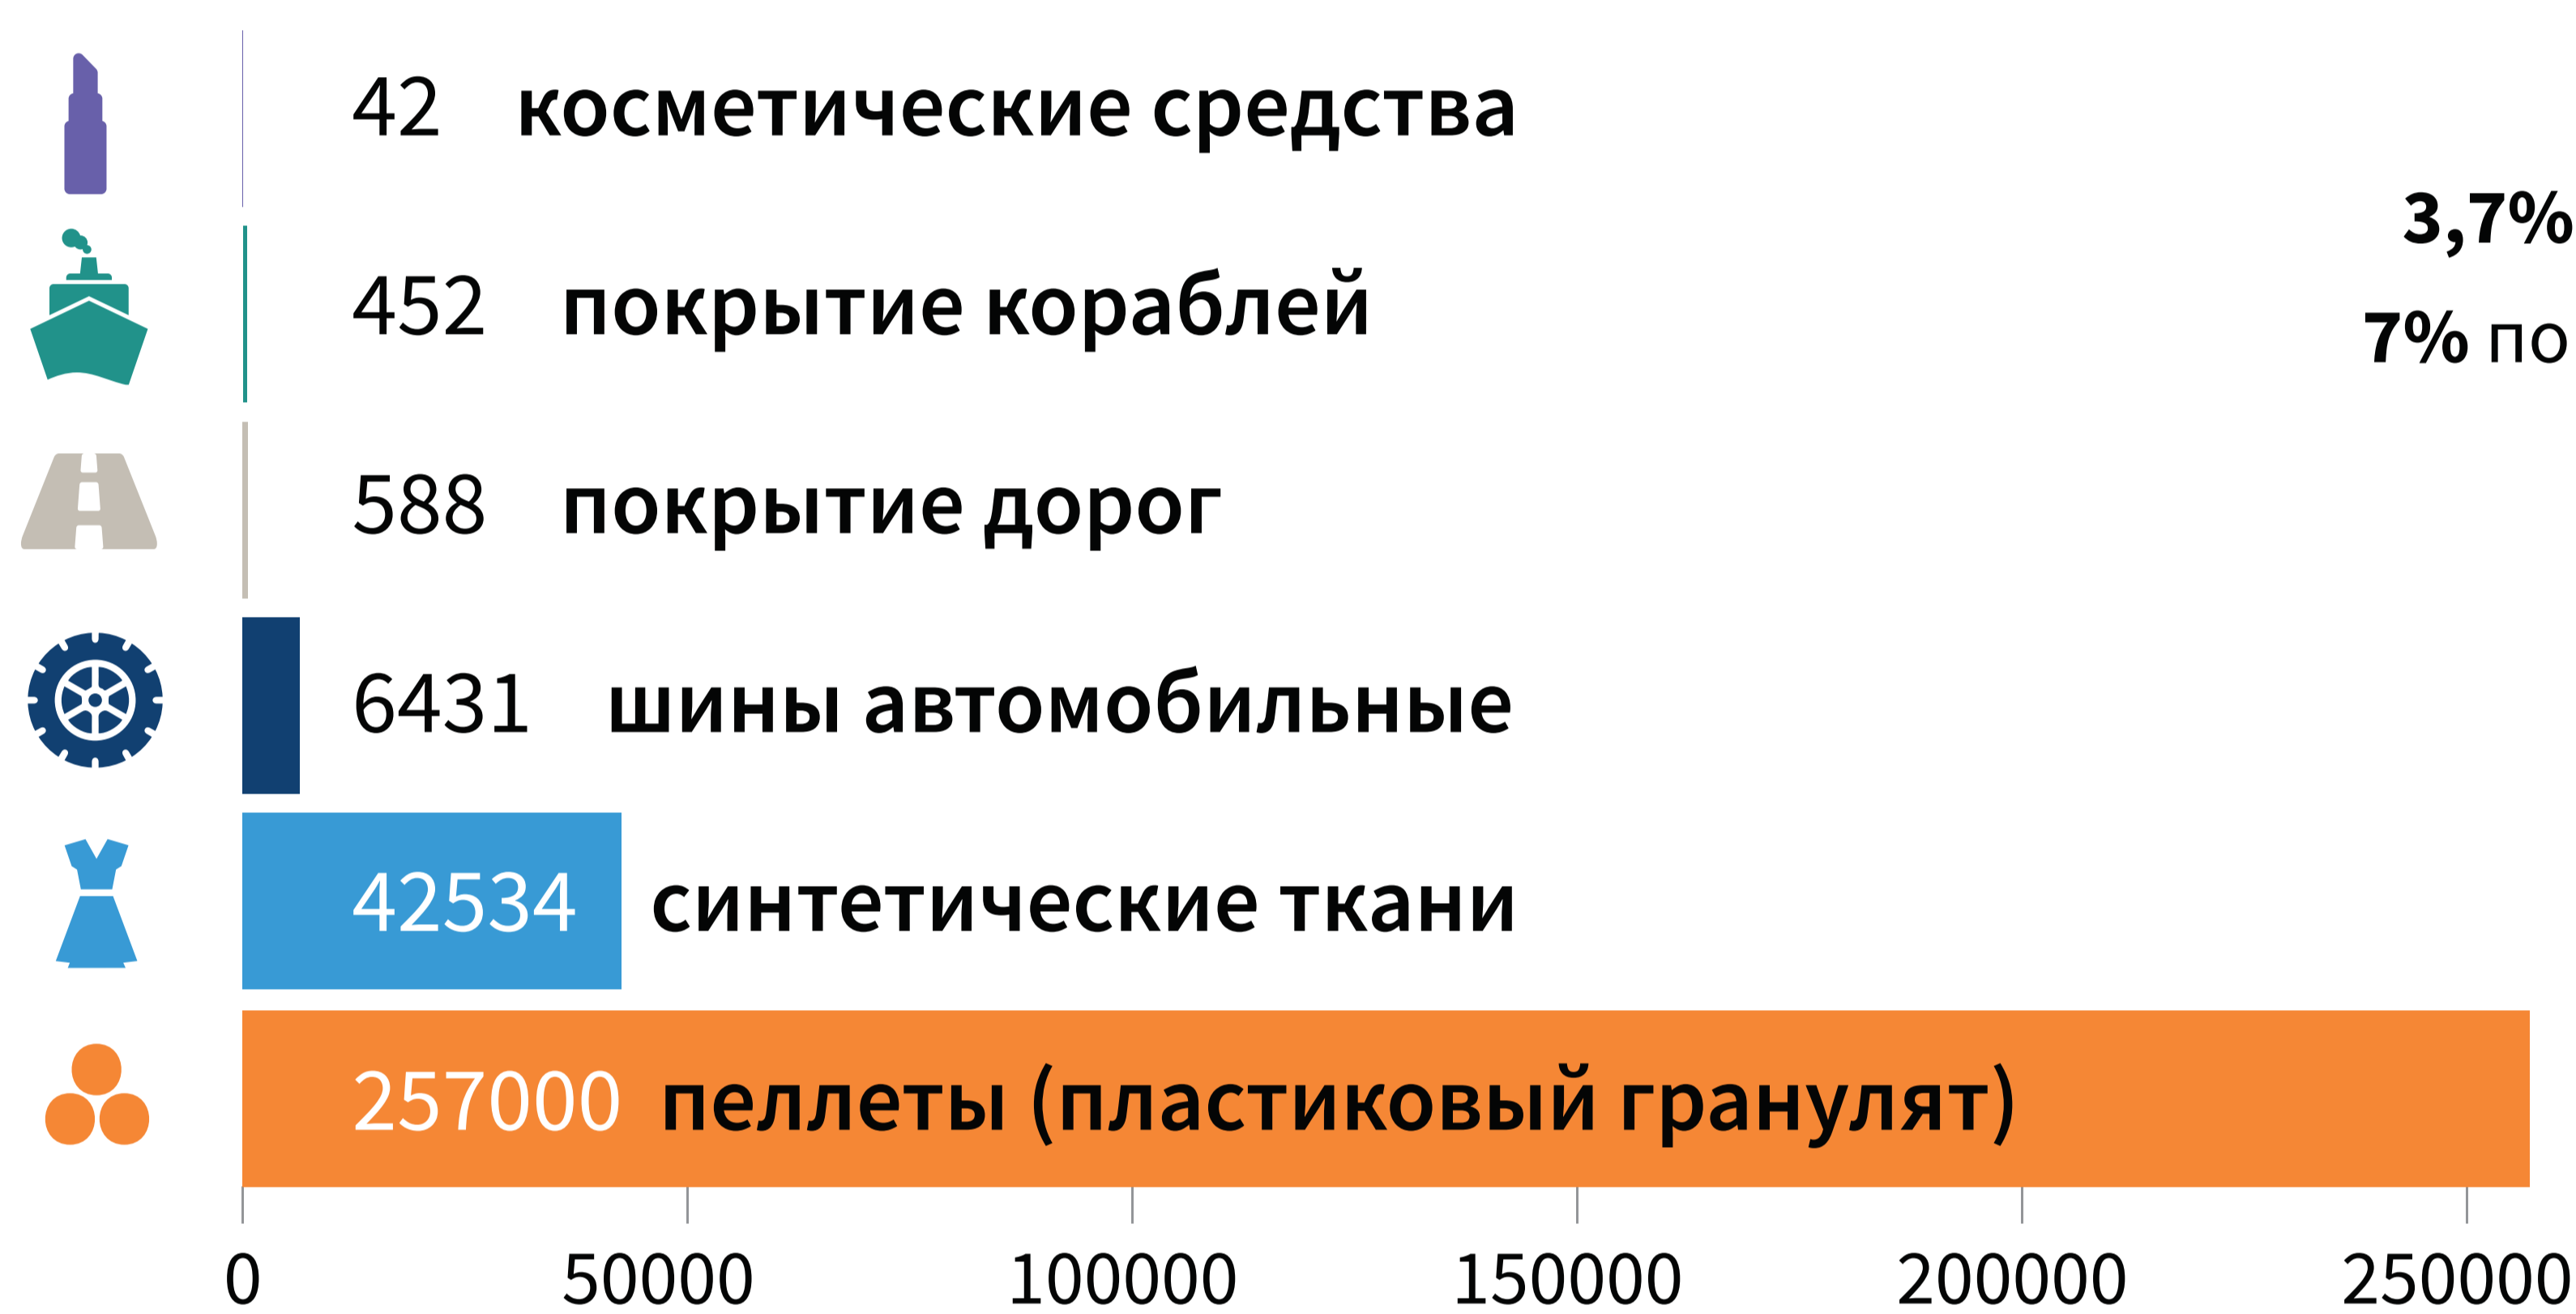 42 косметические средства
3,7%
452 покрытие кораблей
7% по
588 покрытие дорог
6431 шины автомобильные
42534 синтетические ткани
257000 пеллеты (пластиковый гранулят)
0 50000 100000 150000 200000 250000